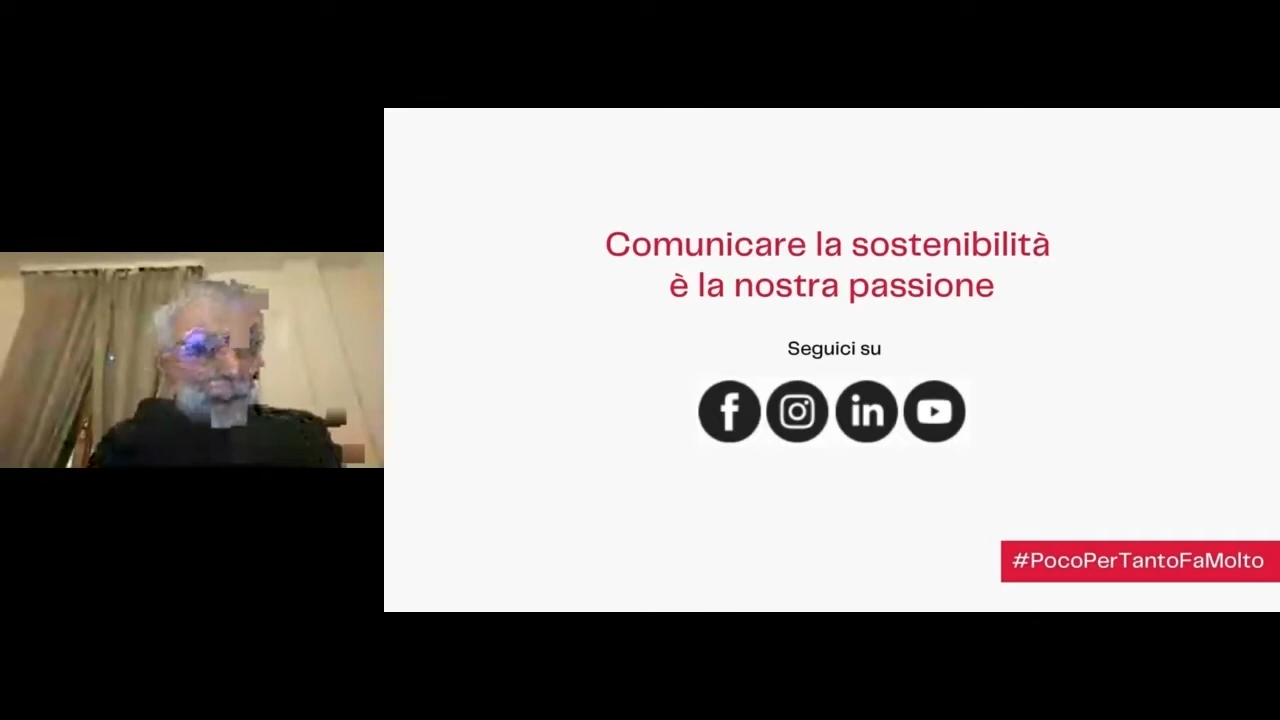 Comunicare la sostenibilità
è la nostra passione
Seguici su
#PocoPerTantoFaMolto